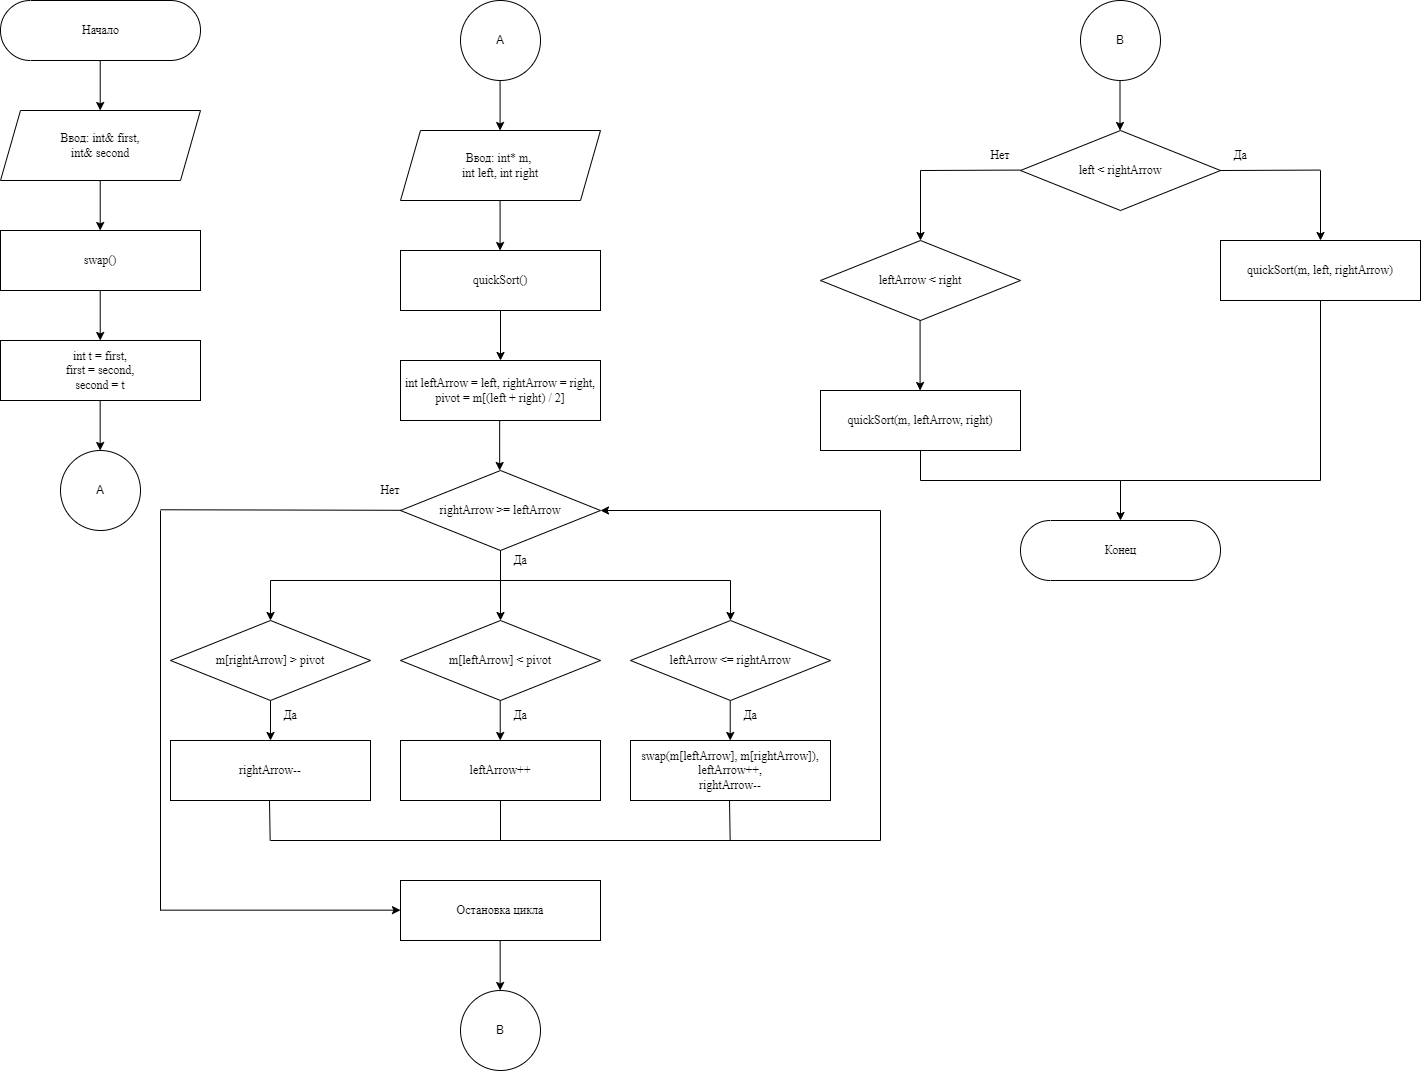 Начало
Ввод: int& first,
int& second
swap()
int t = first,
first = second,
second = t
A
A
Ввод: int* m,
int left, int right
quickSort()
int leftArrow = left, rightArrow = right,
pivot = m[(left + right) / 2]
Нет
rightArrow >= leftArrow
Да
m[rightArrow] > pivot
m[leftArrow] < pivot
leftArrow <= rightArrow
Да
Да
Да
rightArrow--
leftArrow++
swap(m[leftArrow], m[rightArrow]),
leftArrow++,
rightArrow--
Остановка цикла
B
B
Нет
left < rightArrow
Да
leftArrow < right
quickSort(m, left, rightArrow)
quickSort(m, leftArrow, right)
Конец